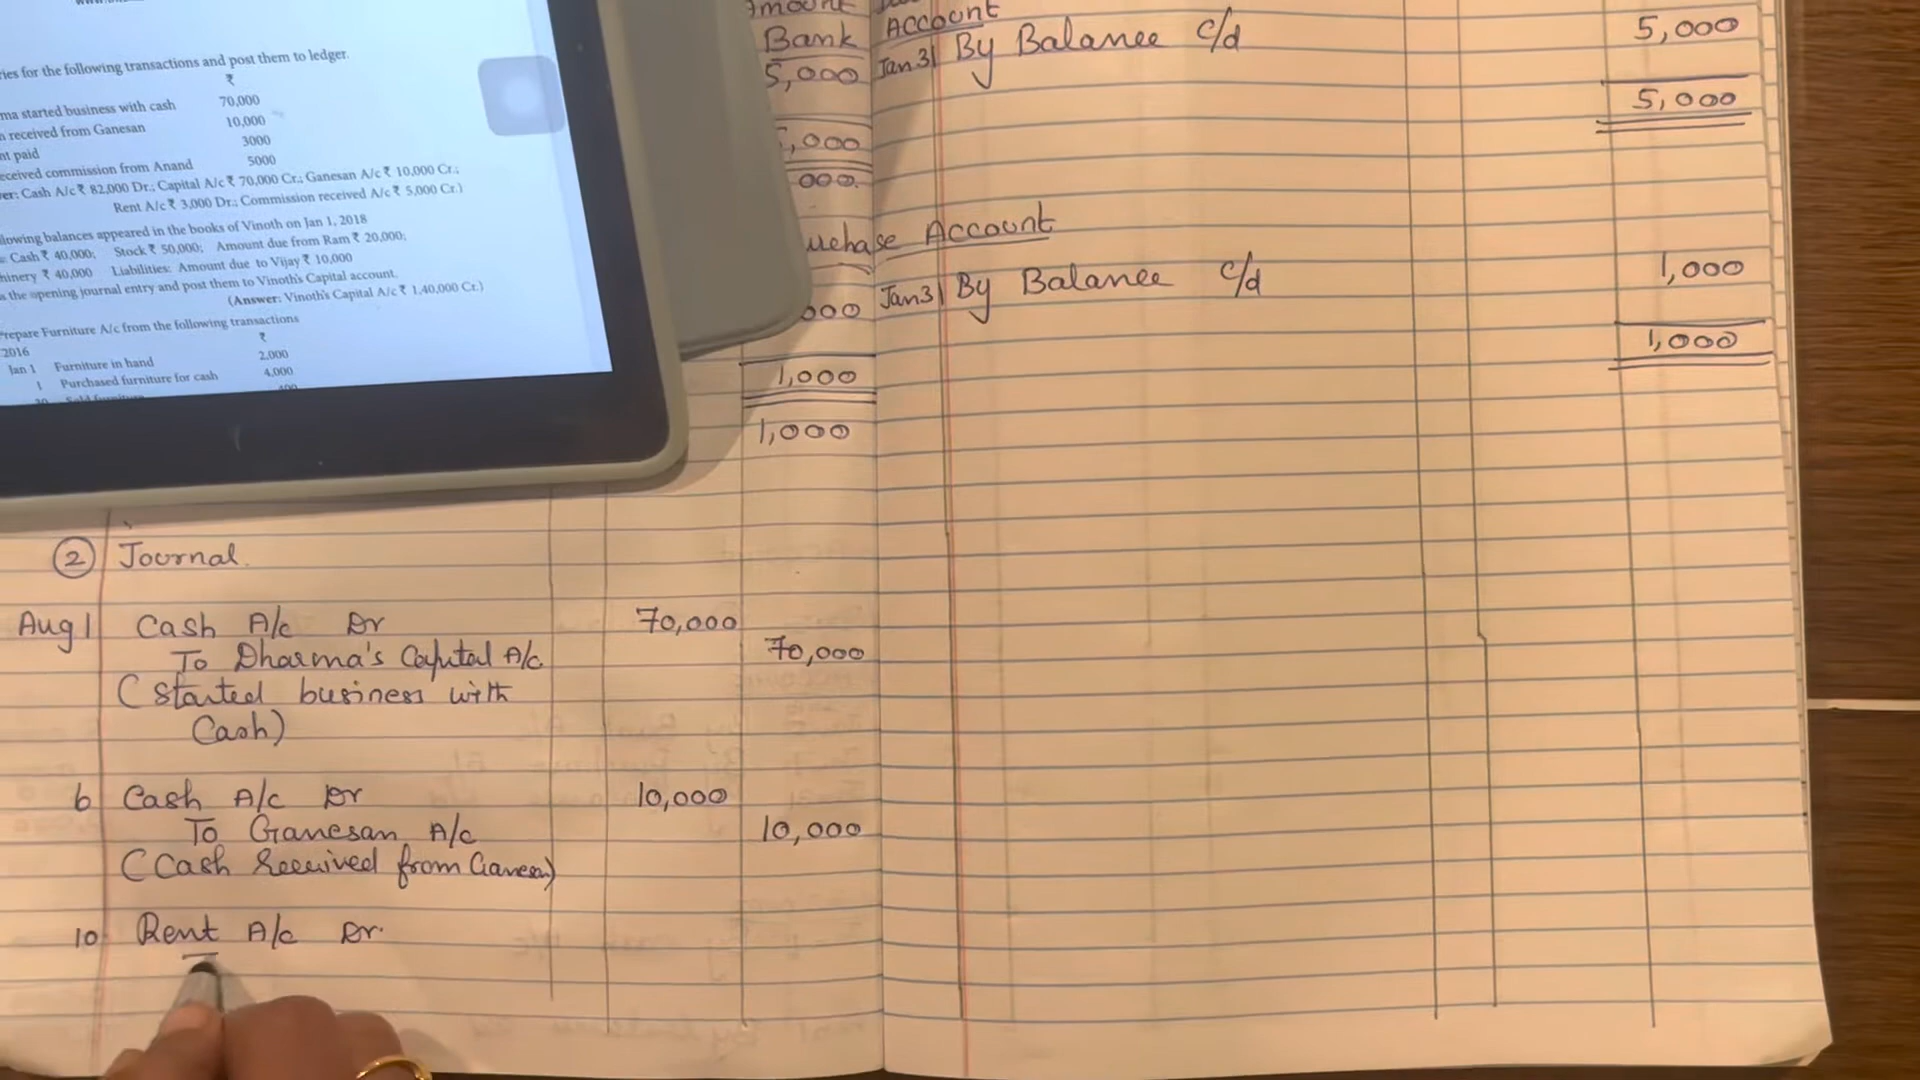 ries for the following transactions and post them to ledger.
₹
ma started business with cash 70,000
received from Ganesan 10,000
nt paid 3000
eceived commission from Anand 5000
er: Cash A/c ₹ 82,000 Dr.; Capital A/c ₹ 70,000 Cr.; Ganesan A/c ₹ 10,000 Cr.;
Rent A/c ₹ 3,000 Dr.; Commission received A/c ₹ 5,000 Cr.)
llowing balances appeared in the books of Vinoth on Jan 1, 2018
Cash ₹ 40,000; Stock ₹ 50,000; Amount due from Ram ₹ 20,000;
hinery ₹ 40,000 Liabilities: Amount due to Vijay ₹ 10,000
the opening journal entry and post them to Vinoth's Capital account.
(Answer: Vinoth's Capital A/c ₹ 1,40,000 Cr.)
Prepare Furniture A/c from the following transactions
2016 ₹
Jan 1 Furniture in hand 2,000
1 Purchased furniture for cash 4,000
30 Sold furniture 400
Bank Account
5,000 Jan 31 By Balance c/d 5,000
,000 5,000
000.
uchase Account
000 Jan 31 By Balance c/d 1,000
1,000 1,000
1,000
2 Journal.
Aug 1 Cash A/c Dr 70,000
To Dharma's Capital A/c 70,000
(Started business with
Cash)
6 Cash A/c Dr 10,000
To Ganesan A/c 10,000
(Cash Received from Ganesan)
10 Rent A/c Dr.